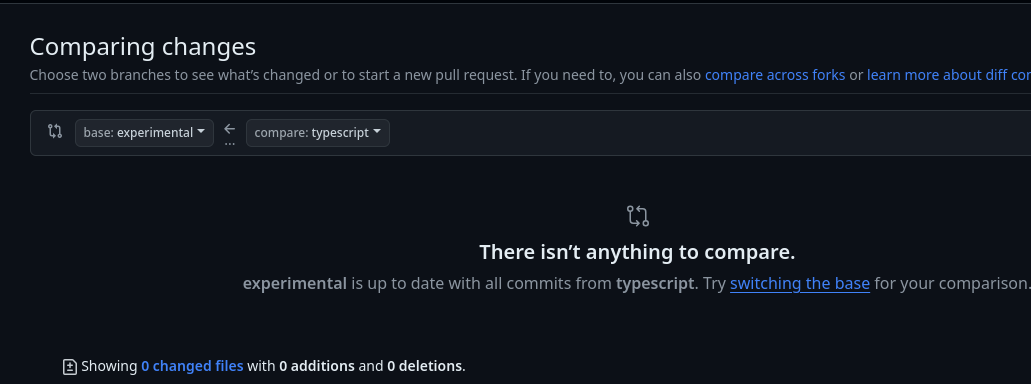 Comparing changes
Choose two branches to see what's changed or to start a new pull request. If you need to, you can also compare across forks or learn more about diff
base: experimental ← compare: typescript
...
There isn't anything to compare.
experimental is up to date with all commits from typescript. Try switching the base for your comparison.
Showing 0 changed files with 0 additions and 0 deletions.